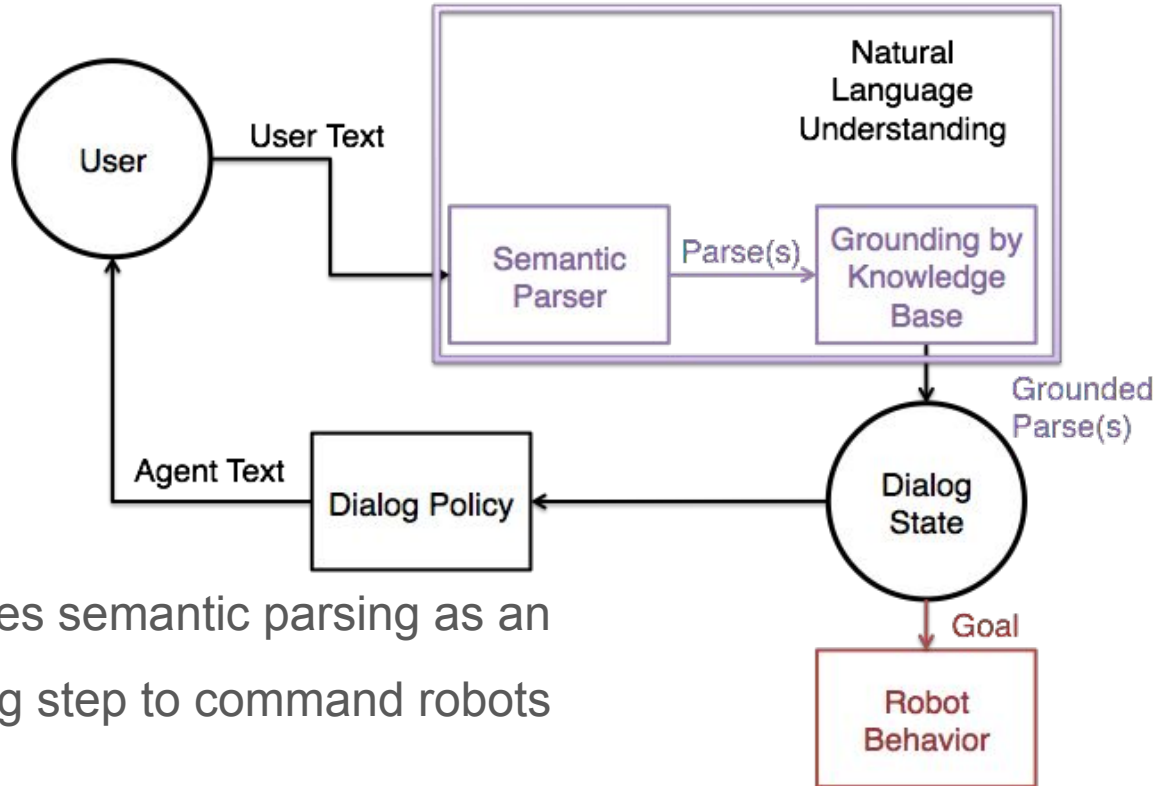 Natural
Language
Understanding
User Text
User
Semantic
Parser
Parse(s)
Grounding by
Knowledge
Base
Grounded
Parse(s)
Agent Text
Dialog Policy
Dialog
State
semantic parsing as an
step to command robots
Goal
Robot
Behavior